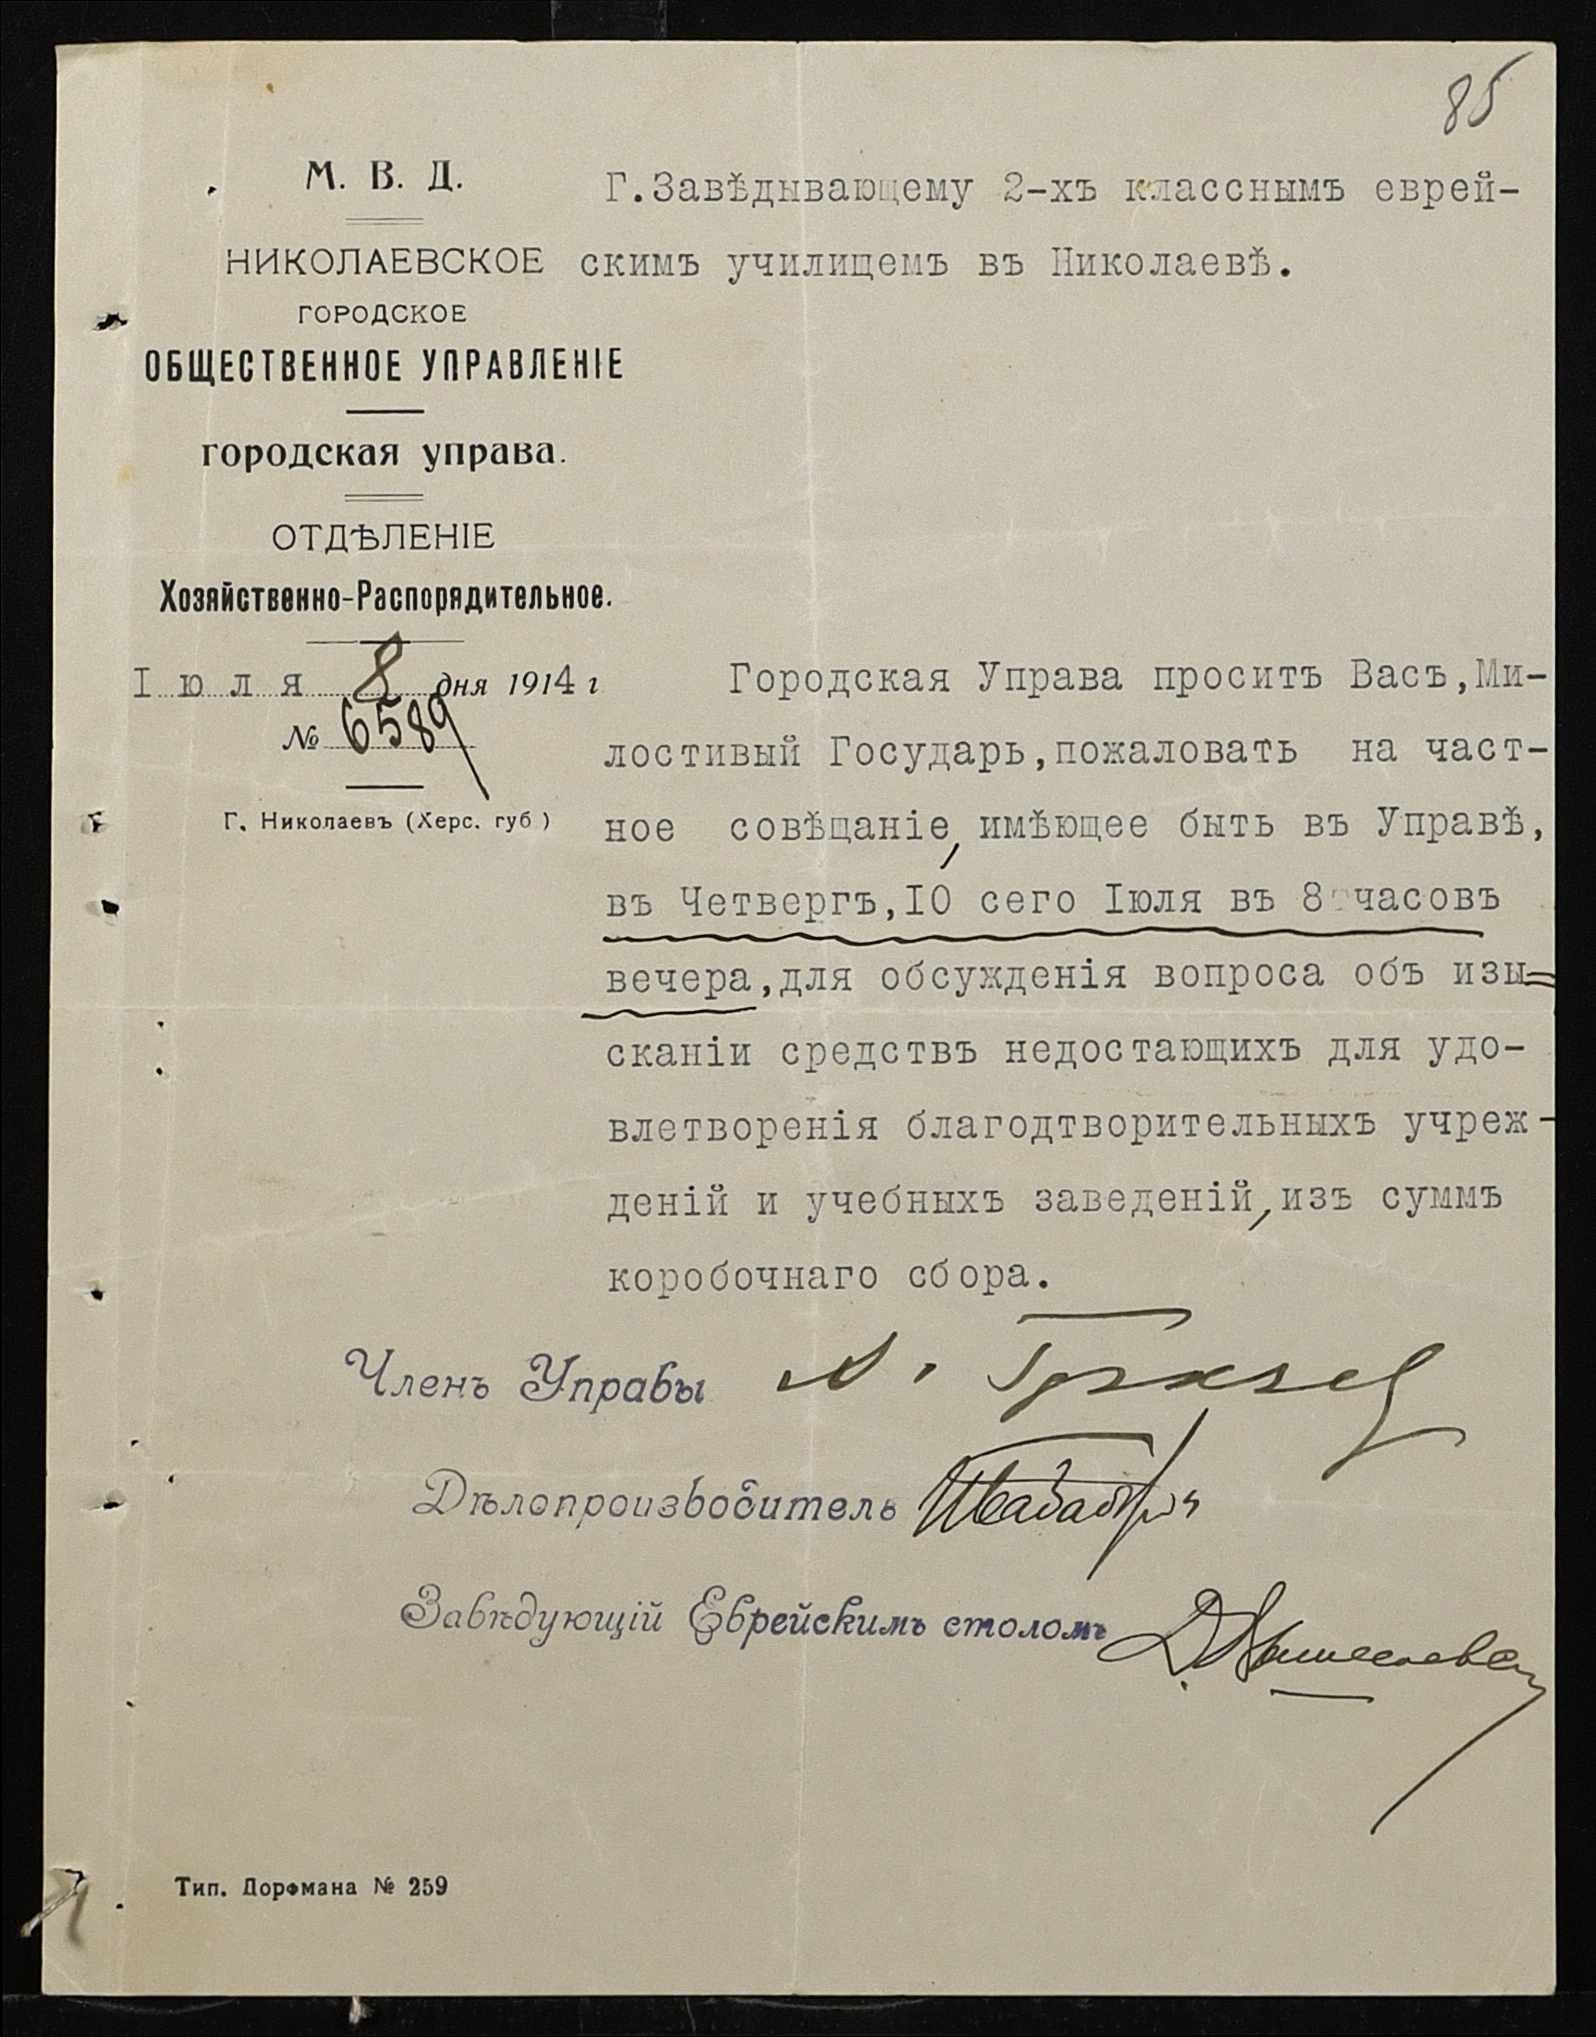 85
М. В. Д.
НИКОЛАЕВСКОЕ
ГОРОДСКОЕ
ОБЩЕСТВЕННОЕ УПРАВЛЕНІЕ
городская управа.
ОТДѢЛЕНІЕ
Хозяйственно-Распорядительное.
Іюля 8 дня 1914 г
№ 6589
Г. Николаевъ (Херс. губ)
Г.Завѣдывающему 2-хъ класснымъ еврей-
скимъ училищемъ въ Николаевѣ.
Городская Управа проситъ Васъ,Ми-
лостивый Государь,пожаловать на част-
ное совѣщаніе, имѣющее быть въ Управѣ,
въ Четвергъ,10 сего Іюля въ 8 часовъ
вечера,для обсужденія вопроса объ изы=
сканіи средствъ недостающихъ для удо-
влетворенія благодтворительныхъ учреж-
деній и учебныхъ заведеній,изъ суммъ
коробочнаго сбора.
Членъ Управы
Дѣлопроизводитель
Завѣдующій Еврейскимъ столомъ
Тип. Дорфмана № 259